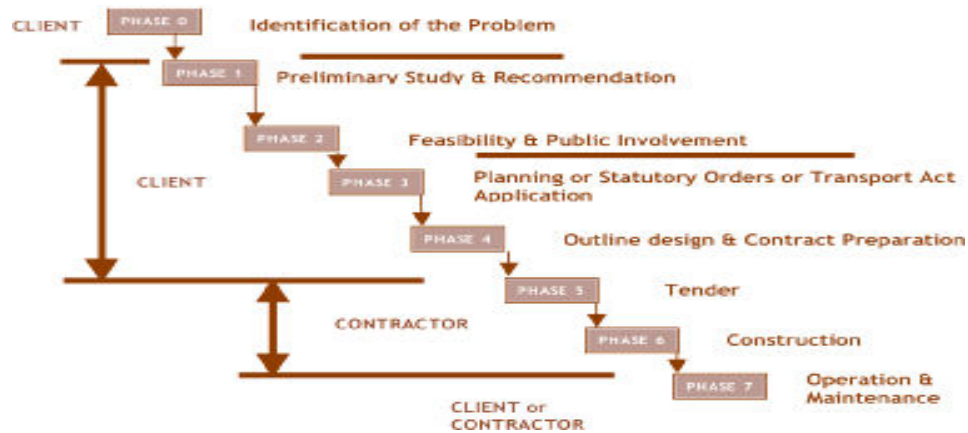 CLIENT PHASE 0 Identification of the Problem
PHASE 1 Preliminary Study & Recommendation
PHASE 2 Feasibility & Public Involvement
CLIENT PHASE 3 Planning or Statutory Orders or Transport Act
Application
PHASE 4 Outline design & Contract Preparation
PHASE 5 Tender
CONTRACTOR PHASE 6 Construction
PHASE 7 Operation &
Maintenance
CLIENT or
CONTRACTOR